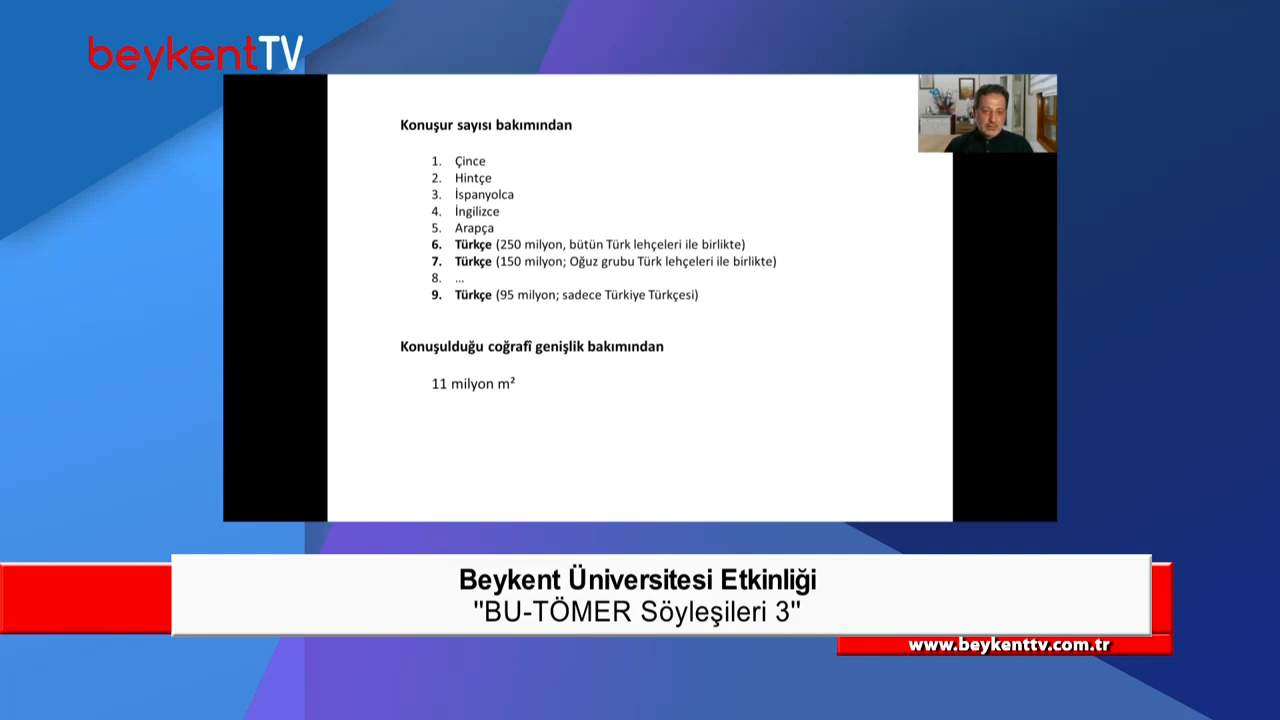 beykentTV
Konuşur sayısı bakımından
1. Çince
2. Hintçe
3. İspanyolca
4. İngilizce
5. Arapça
6. Türkçe (250 milyon, bütün Türk lehçeleri ile birlikte)
7. Türkçe (150 milyon; Oğuz grubu Türk lehçeleri ile birlikte)
8. ...
9. Türkçe (95 milyon; sadece Türkiye Türkçesi)
Konuşulduğu coğrafî genişlik bakımından
11 milyon m²
Beykent Üniversitesi Etkinliği
"BU-TÖMER Söyleşileri 3"
www.beykenttv.com.tr